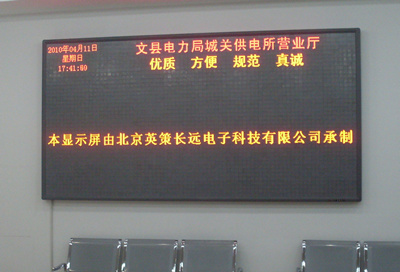 2010年04月11日
星期日
17:41:50
文县电力局城关供电所营业厅
优质 方便 规范 真诚
本显示屏由北京英策长远电子科技有限公司承制